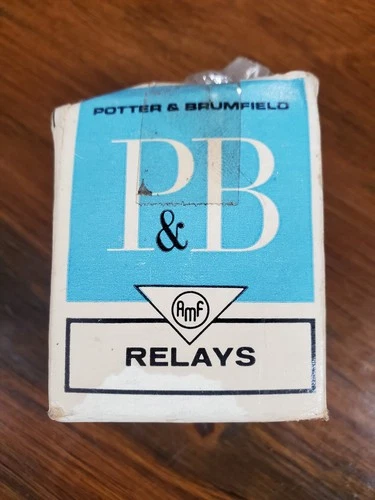 POTTER & BRUMFIELD
P&B
AMF
RELAYS